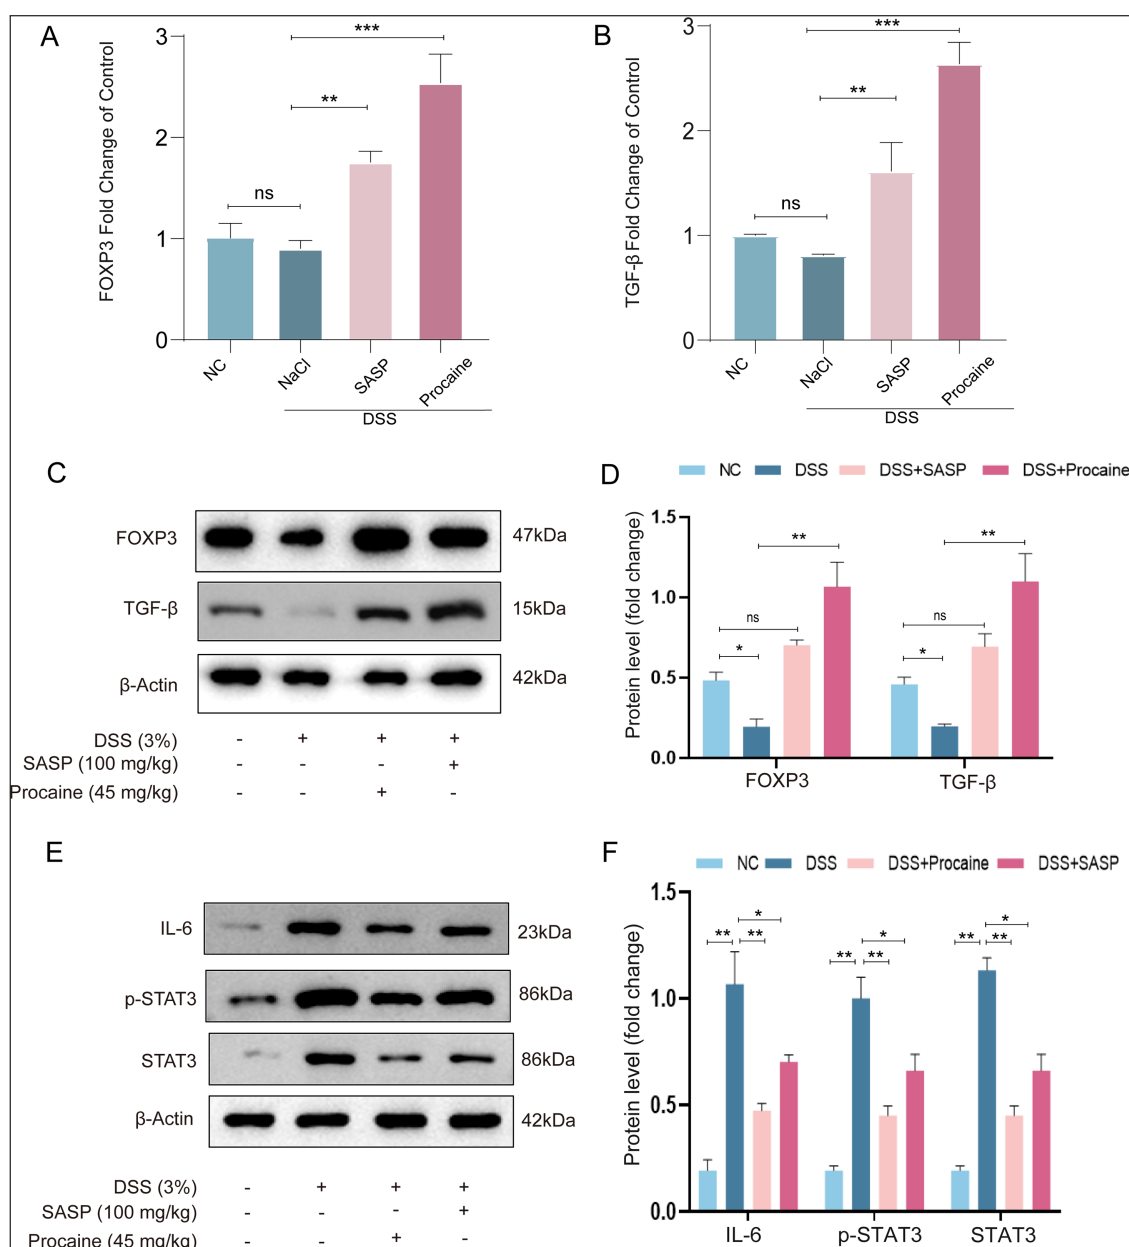 A
FOXP3 Fold Change of Control
3
2
1
0
***
**
ns
NC
NaCl
SASP
Procaine
DSS
B
TGF-β Fold Change of Control
3
2
1
0
***
**
ns
NC
NaCl
SASP
Procaine
DSS
C
FOXP3 47kDa
TGF-β 15kDa
β-Actin 42kDa
DSS (3%) - + + +
SASP (100 mg/kg) - - - +
Procaine (45 mg/kg) - - + -
D
NC DSS DSS+SASP DSS+Procaine
Protein level (fold change)
1.5
1.0
0.5
0.0
** **
ns ns
* *
FOXP3 TGF-β
E
IL-6 23kDa
p-STAT3 86kDa
STAT3 86kDa
β-Actin 42kDa
DSS (3%) - + + +
SASP (100 mg/kg) - - - +
Procaine (45 mg/kg) - - + -
F
NC DSS DSS+Procaine DSS+SASP
Protein level (fold change)
1.5
1.0
0.5
0.0
* * *
** ** ** ** ** **
IL-6 p-STAT3 STAT3